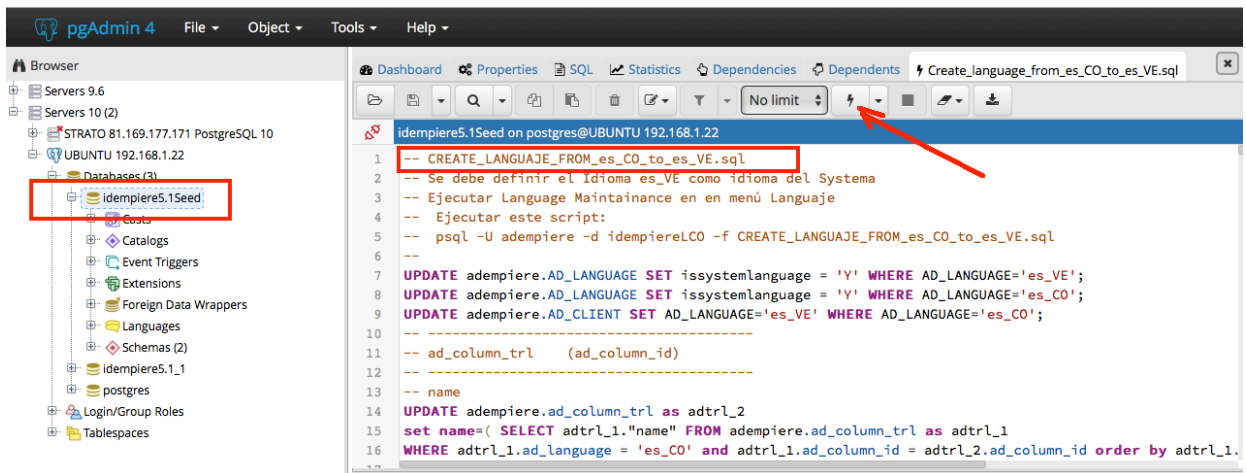 pgAdmin 4 File Object Tools Help
Browser
Servers 9.6
Servers 10 (2)
STRATO 81.169.177.171 PostgreSQL 10
UBUNTU 192.168.1.22
Databases (3)
idempiere5.1Seed
Casts
Catalogs
Event Triggers
Extensions
Foreign Data Wrappers
Languages
Schemas (2)
idempiere5.1_1
postgres
Login/Group Roles
Tablespaces
Dashboard Properties SQL Statistics Dependencies Dependents Create_language_from_es_CO_to_es_VE.sql
No limit
idempiere5.1Seed on postgres@UBUNTU 192.168.1.22
1 -- CREATE_LANGUAJE_FROM_es_CO_to_es_VE.sql
2 -- Se debe definir el Idioma es_VE como idioma del Systema
3 -- Ejecutar Language Maintainance en en menú Languaje
4 -- Ejecutar este script:
5 -- psql -U adempiere -d idempiereLCO -f CREATE_LANGUAJE_FROM_es_CO_to_es_VE.sql
6 --
7 UPDATE adempiere.AD_LANGUAGE SET issystemlanguage = 'Y' WHERE AD_LANGUAGE='es_VE';
8 UPDATE adempiere.AD_LANGUAGE SET issystemlanguage = 'Y' WHERE AD_LANGUAGE='es_CO';
9 UPDATE adempiere.AD_CLIENT SET AD_LANGUAGE='es_VE' WHERE AD_LANGUAGE='es_CO';
10 -- ---------------------------------------
11 -- ad_column_trl (ad_column_id)
12 -- ---------------------------------------
13 -- name
14 UPDATE adempiere.ad_column_trl as adtrl_2
15 set name=( SELECT adtrl_1."name" FROM adempiere.ad_column_trl as adtrl_1
16 WHERE adtrl_1.ad_language = 'es_CO' and adtrl_1.ad_column_id = adtrl_2.ad_column_id order by adtrl_1.
17